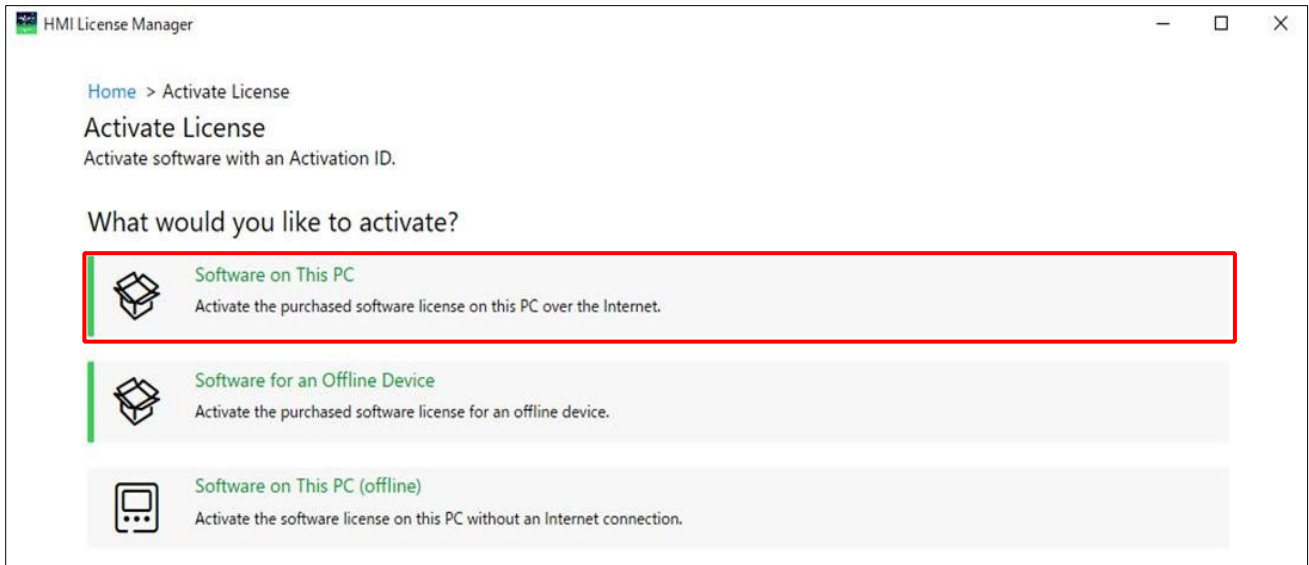 HMI License Manager
Home > Activate License
Activate License
Activate software with an Activation ID.
What would you like to activate?
Software on This PC
Activate the purchased software license on this PC over the Internet.
Software for an Offline Device
Activate the purchased software license for an offline device.
Software on This PC (offline)
Activate the software license on this PC without an Internet connection.